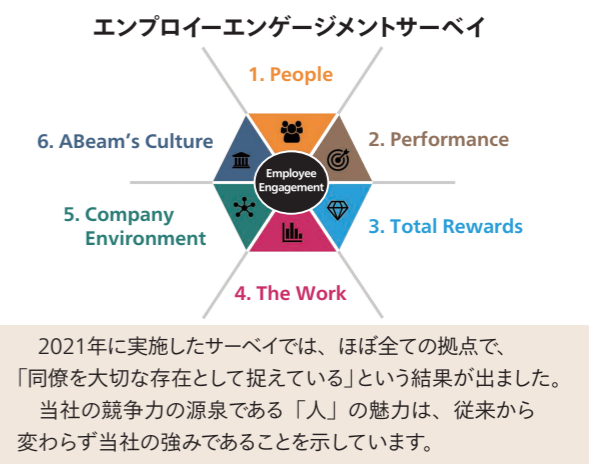 エンプロイーエンゲージメントサーベイ
1. People
6. ABeam's Culture
2. Performance
Employee
Engagement
5. Company
Environment
3. Total Rewards
4. The Work
2021年に実施したサーベイでは、ほぼ全ての拠点で、
「同僚を大切な存在として捉えている」という結果が出ました。
当社の競争力の源泉である「人」の魅力は、従来から
変わらず当社の強みであることを示しています。